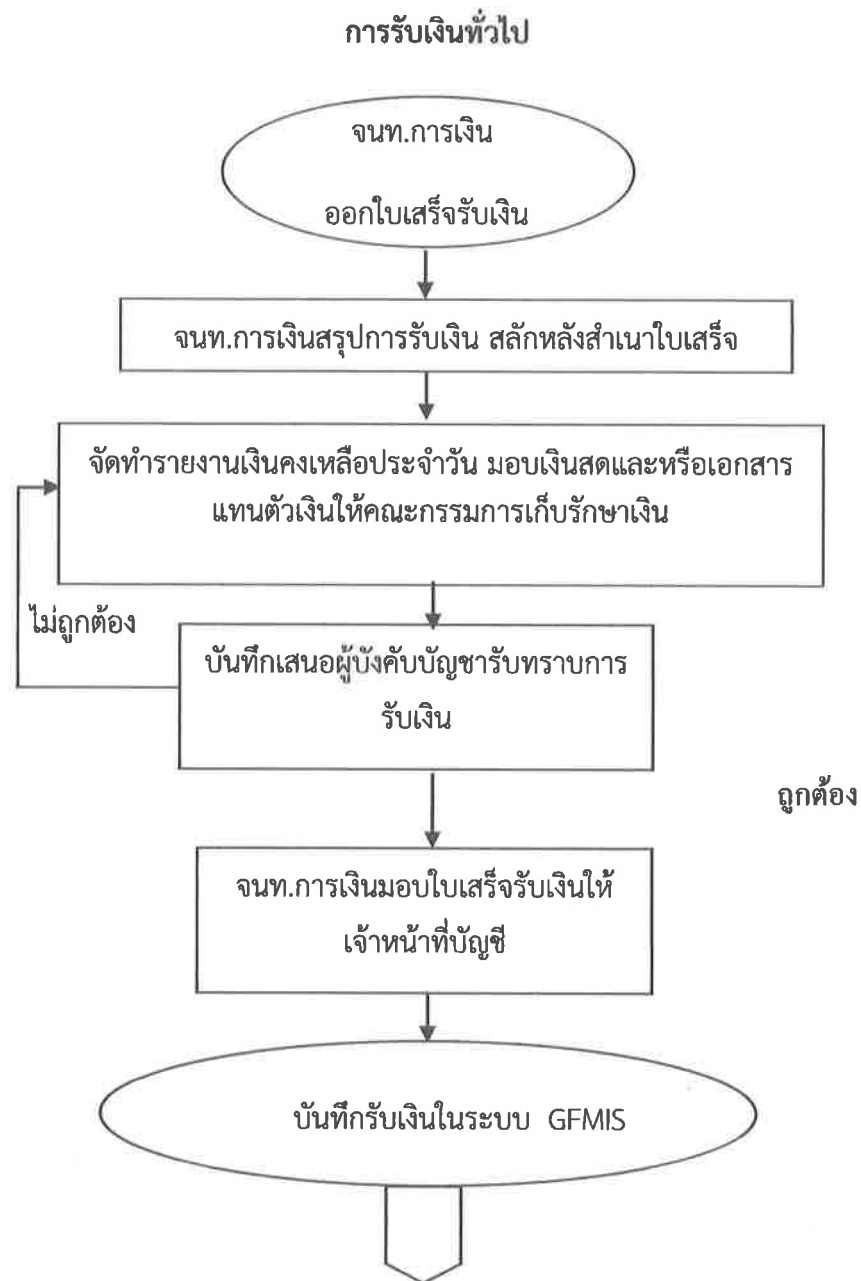 การรับเงินทั่วไป
จนท.การเงิน
ออกใบเสร็จรับเงิน
จนท.การเงินสรุปการรับเงิน สลักหลังสำเนาใบเสร็จ
จัดทำรายงานเงินคงเหลือประจำวัน มอบเงินสดและหรือเอกสาร
แทนตัวเงินให้คณะกรรมการเก็บรักษาเงิน
ไม่ถูกต้อง
บันทึกเสนอผู้บังคับบัญชารับทราบการ
รับเงิน
ถูกต้อง
จนท.การเงินมอบใบเสร็จรับเงินให้
เจ้าหน้าที่บัญชี
บันทึกรับเงินในระบบ GFMIS